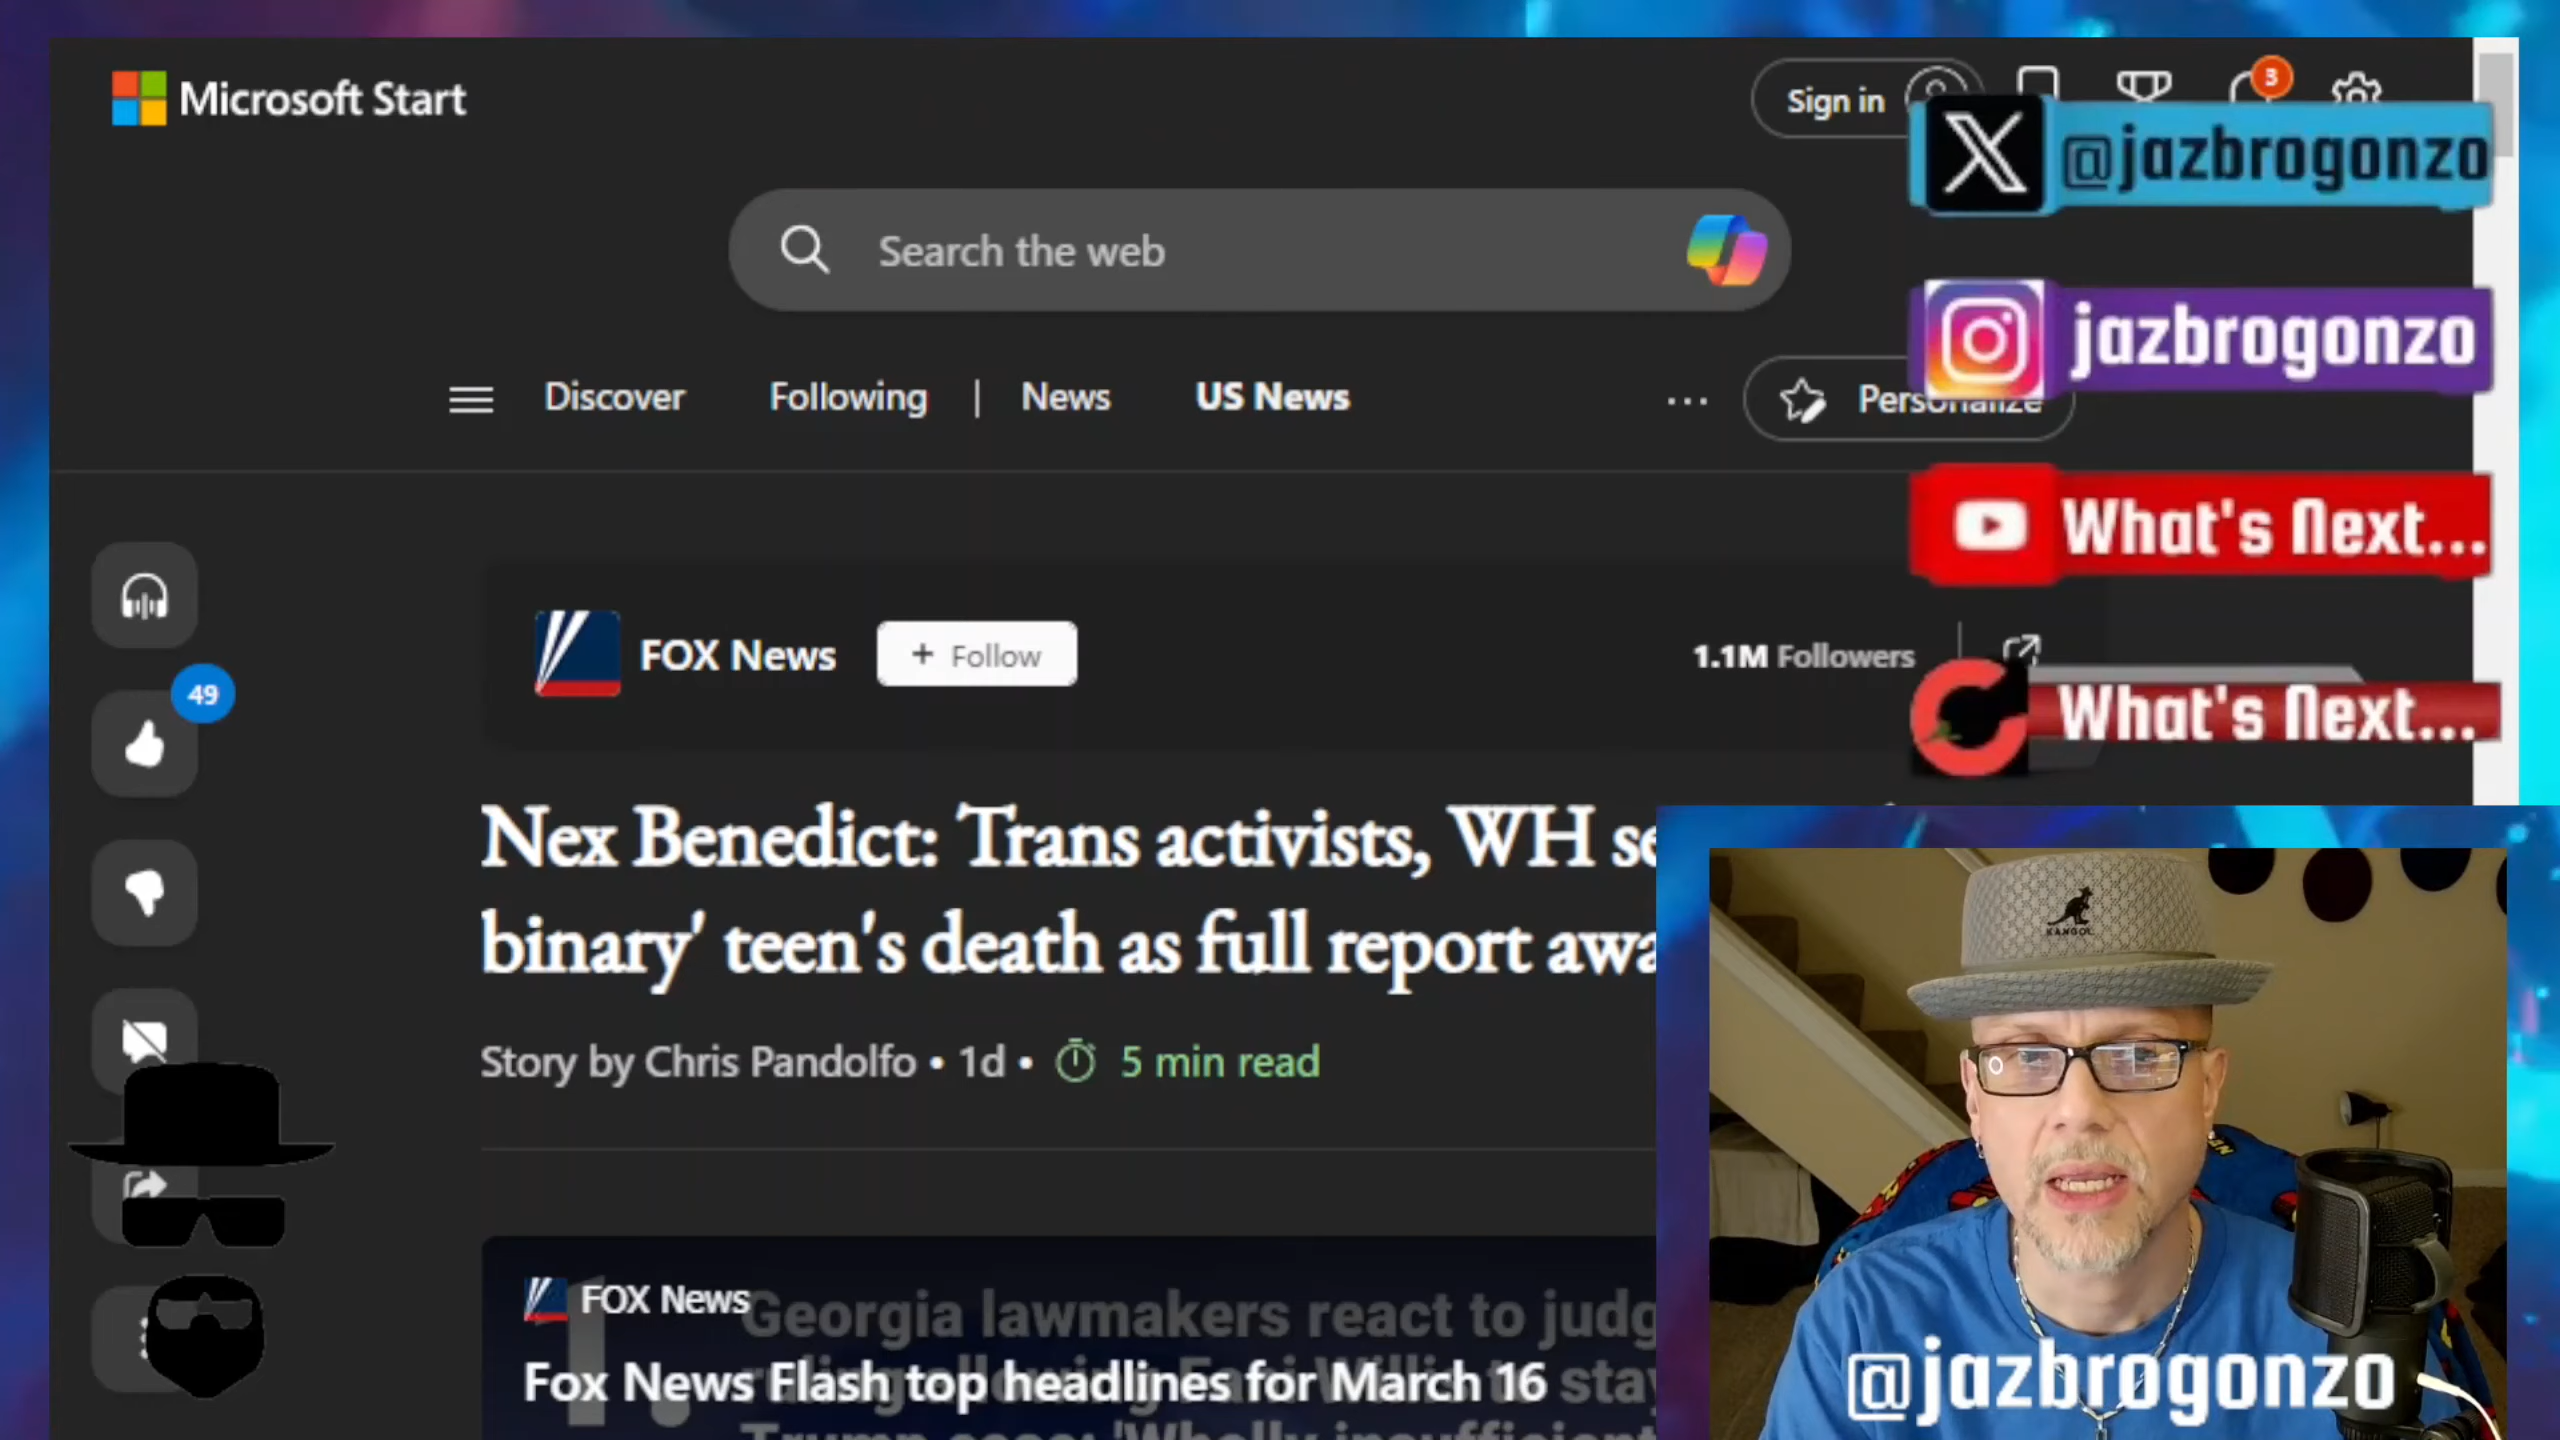 Microsoft Start
Sign in
3
@jazbrogonzo
Search the web
jazbrogonzo
Discover
Following
News
US News
Personalize
What's Next...
FOX News
+ Follow
1.1M Followers
49
What's Next...
Nex Benedict: Trans activists, WH
binary' teen's death as full report
Story by Chris Pandolfo • 1d • 5 min read
FOX News
Georgia lawmakers react to
Fox News Flash top headlines for March 16
KANGOL
@jazbrogonzo